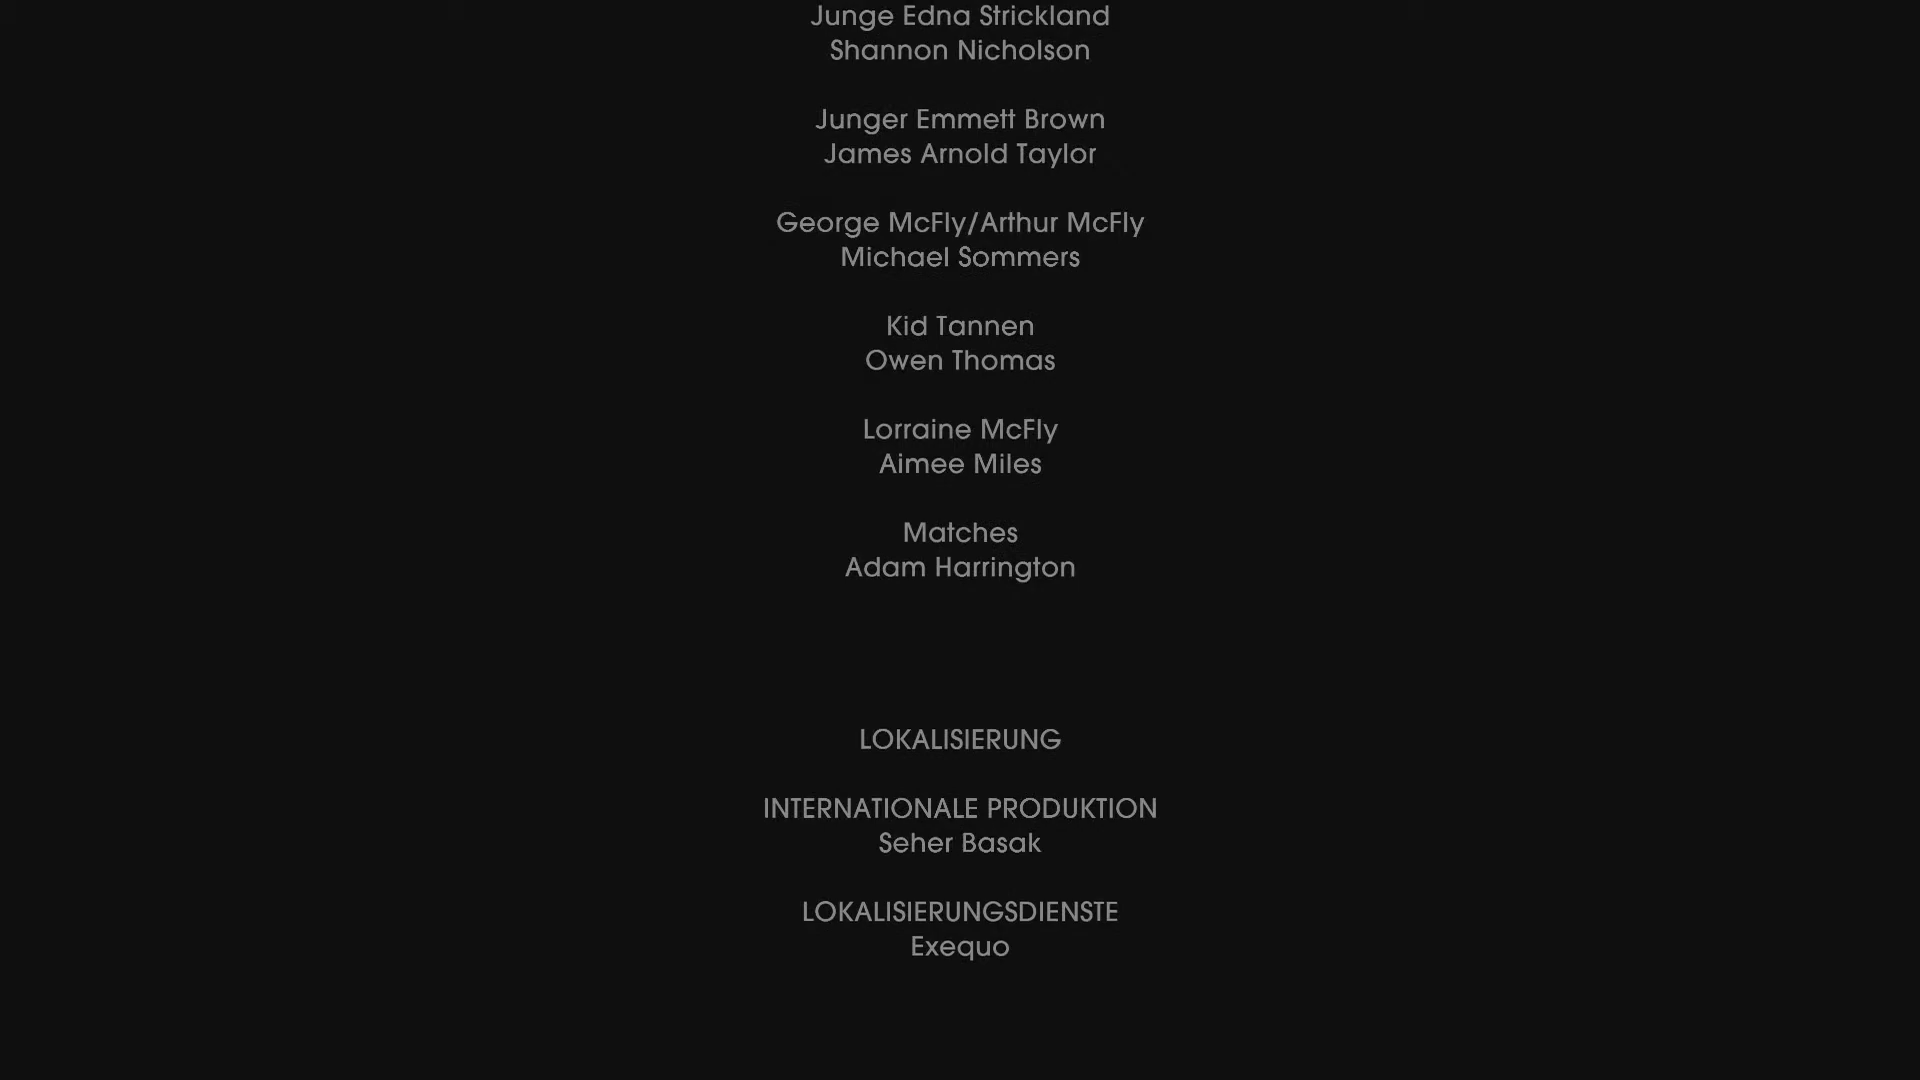 Junge Edna Strickland
Shannon Nicholson
Junger Emmett Brown
James Arnold Taylor
George McFly/Arthur McFly
Michael Sommers
Kid Tannen
Owen Thomas
Lorraine McFly
Aimee Miles
Matches
Adam Harrington
LOKALISIERUNG
INTERNATIONALE PRODUKTION
Seher Basak
LOKALISIERUNGSDIENSTE
Exequo